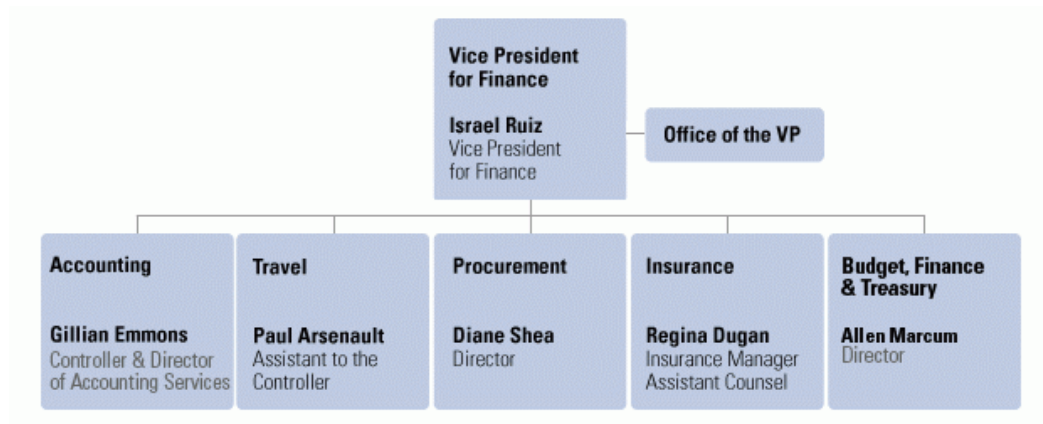 Vice President
for Finance
Israel Ruiz
Vice President
for Finance
Office of the VP
Accounting
Gillian Emmons
Controller & Director
of Accounting Services
Travel
Paul Arsenault
Assistant to the
Controller
Procurement
Diane Shea
Director
Insurance
Regina Dugan
Insurance Manager
Assistant Counsel
Budget, Finance
& Treasury
Allen Marcum
Director